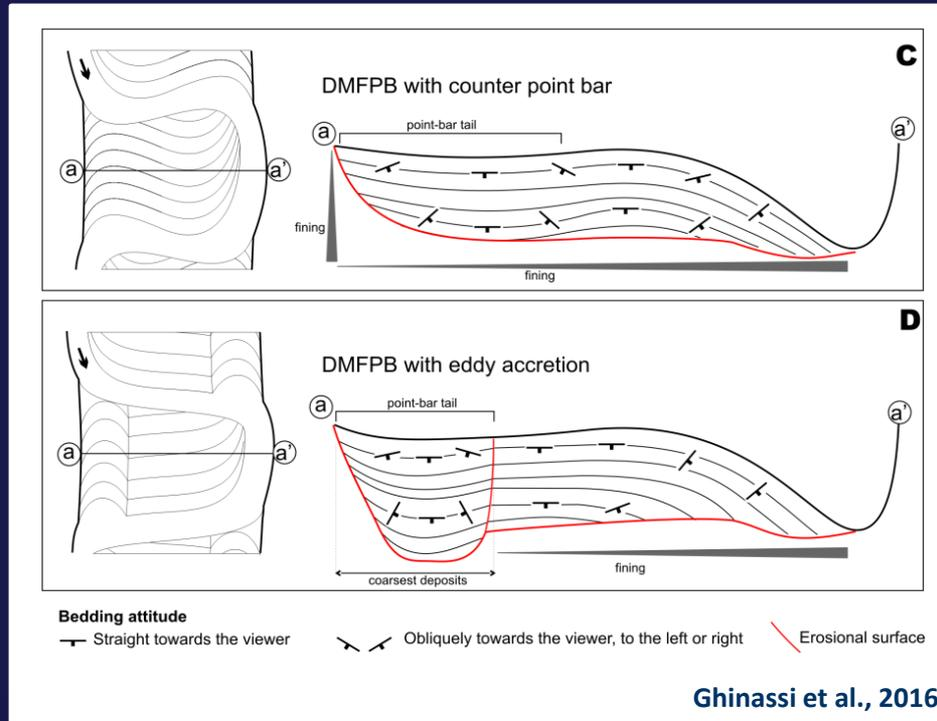 C
DMFPB with counter point bar
a
point-bar tail
a'
a
a'
fining
fining
D
DMFPB with eddy accretion
a
point-bar tail
a'
a
a'
coarsest deposits
fining
Bedding attitude
Straight towards the viewer
Obliquely towards the viewer, to the left or right
Erosional surface
Ghinassi et al., 2016